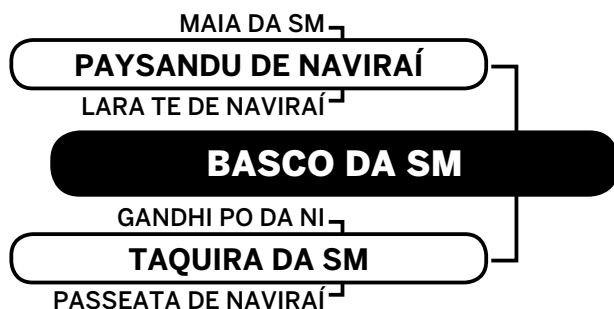 MAIA DA SM
PAYSANDU DE NAVIRAÍ
LARA TE DE NAVIRAÍ
BASCO DA SM
GANDHI PO DA NI
TAQUIRA DA SM
PASSEATA DE NAVIRAÍ